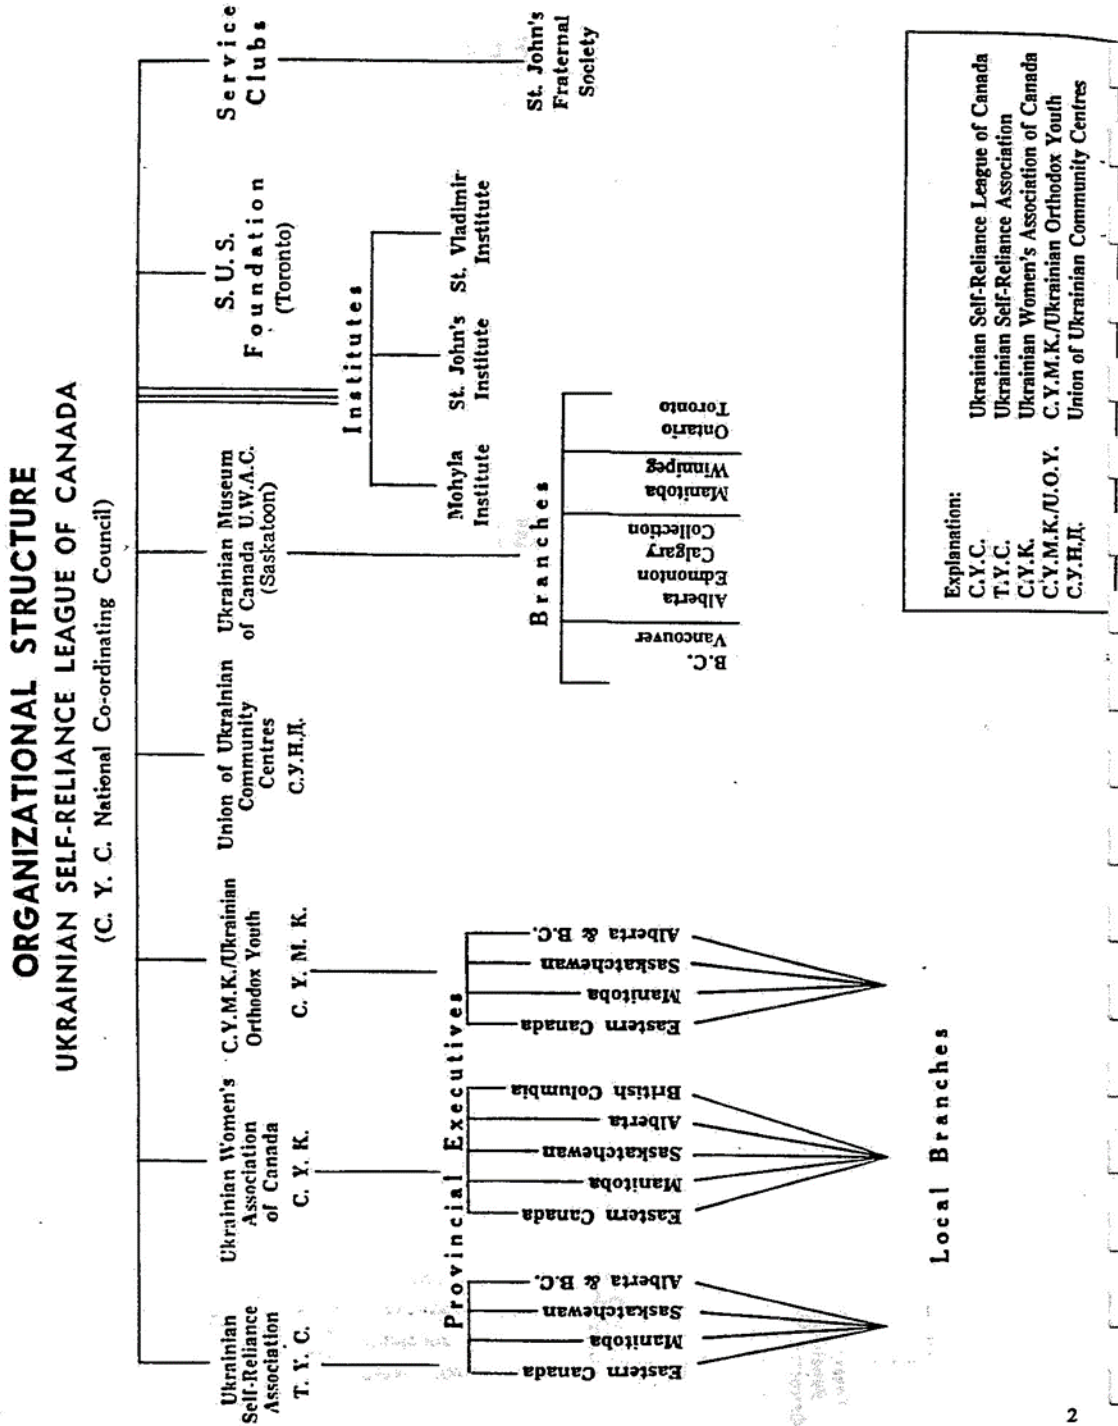 ORGANIZATIONAL STRUCTURE
UKRAINIAN SELF-RELIANCE LEAGUE OF CANADA
(C. Y. C. National Co-ordinating Council)
Ukrainian
Self-Reliance
Association
T. Y. C.
Ukrainian Women's
Association
of Canada
C. Y. K.
C.Y.M.K./Ukrainian
Orthodox Youth
C. Y. M. K.
Union of Ukrainian
Community
Centres
С.У.Н.Д.
Ukrainian Museum
of Canada U.W.A.C.
(Saskatoon)
S. U. S.
Foundation
(Toronto)
Service
Clubs
Institutes
Mohyla
Institute
St. John's
Institute
St. Vladimir
Institute
St. John's
Fraternal
Society
Provincial Executives
Eastern Canada
Manitoba
Saskatchewan
Alberta & B.C.
Eastern Canada
Manitoba
Saskatchewan
Alberta
British Columbia
Eastern Canada
Manitoba
Saskatchewan
Alberta & B.C.
Branches
B.C.
Vancouver
Alberta
Edmonton
Calgary
Collection
Manitoba
Winnipeg
Ontario
Toronto
Local Branches
Explanation:
C.Y.C. Ukrainian Self-Reliance League of Canada
T.Y.C. Ukrainian Self-Reliance Association
C.Y.K. Ukrainian Women's Association of Canada
C.Y.M.K./U.O.Y. C.Y.M.K./Ukrainian Orthodox Youth
С.У.Н.Д. Union of Ukrainian Community Centres
2